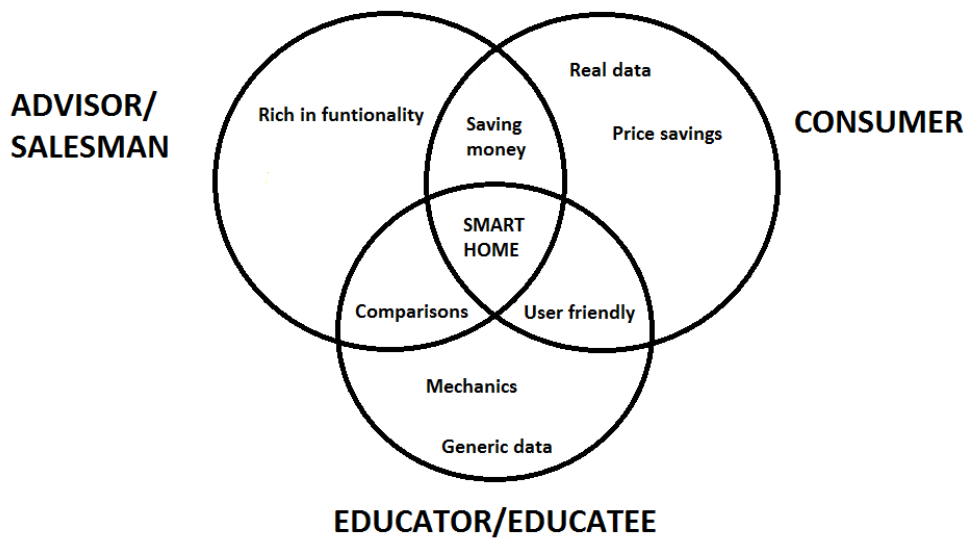 Real data
ADVISOR/
SALESMAN
Rich in funtionality
Saving
money
Price savings
CONSUMER
SMART
HOME
Comparisons
User friendly
Mechanics
Generic data
EDUCATOR/EDUCATEE